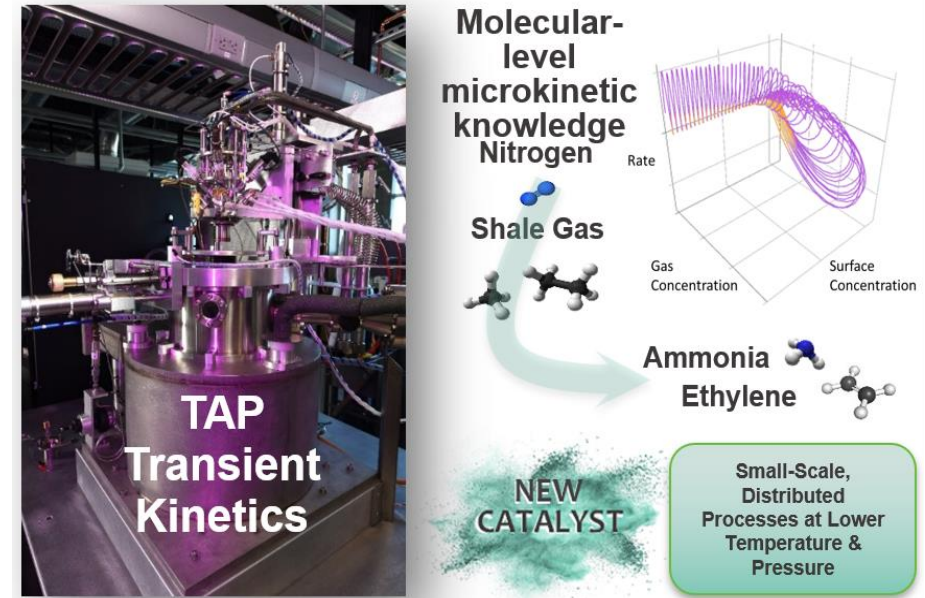 TAP
Transient
Kinetics
Molecular-
level
microkinetic
knowledge
Nitrogen
Shale Gas
Rate
Gas
Concentration
Surface
Concentration
Ammonia
Ethylene
NEW
CATALYST
Small-Scale,
Distributed
Processes at Lower
Temperature &
Pressure